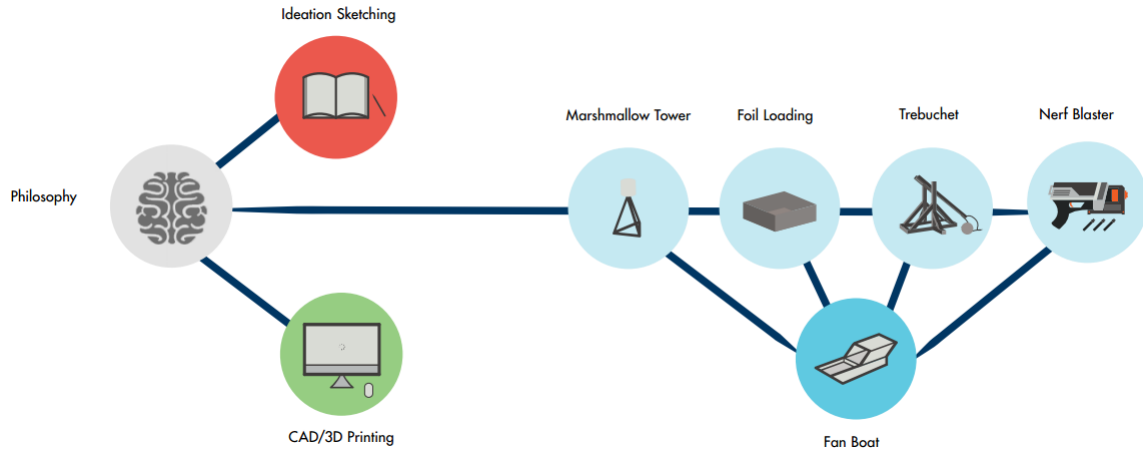 Ideation Sketching
Marshmallow Tower
Foil Loading
Trebuchet
Nerf Blaster
Philosophy
CAD/3D Printing
Fan Boat